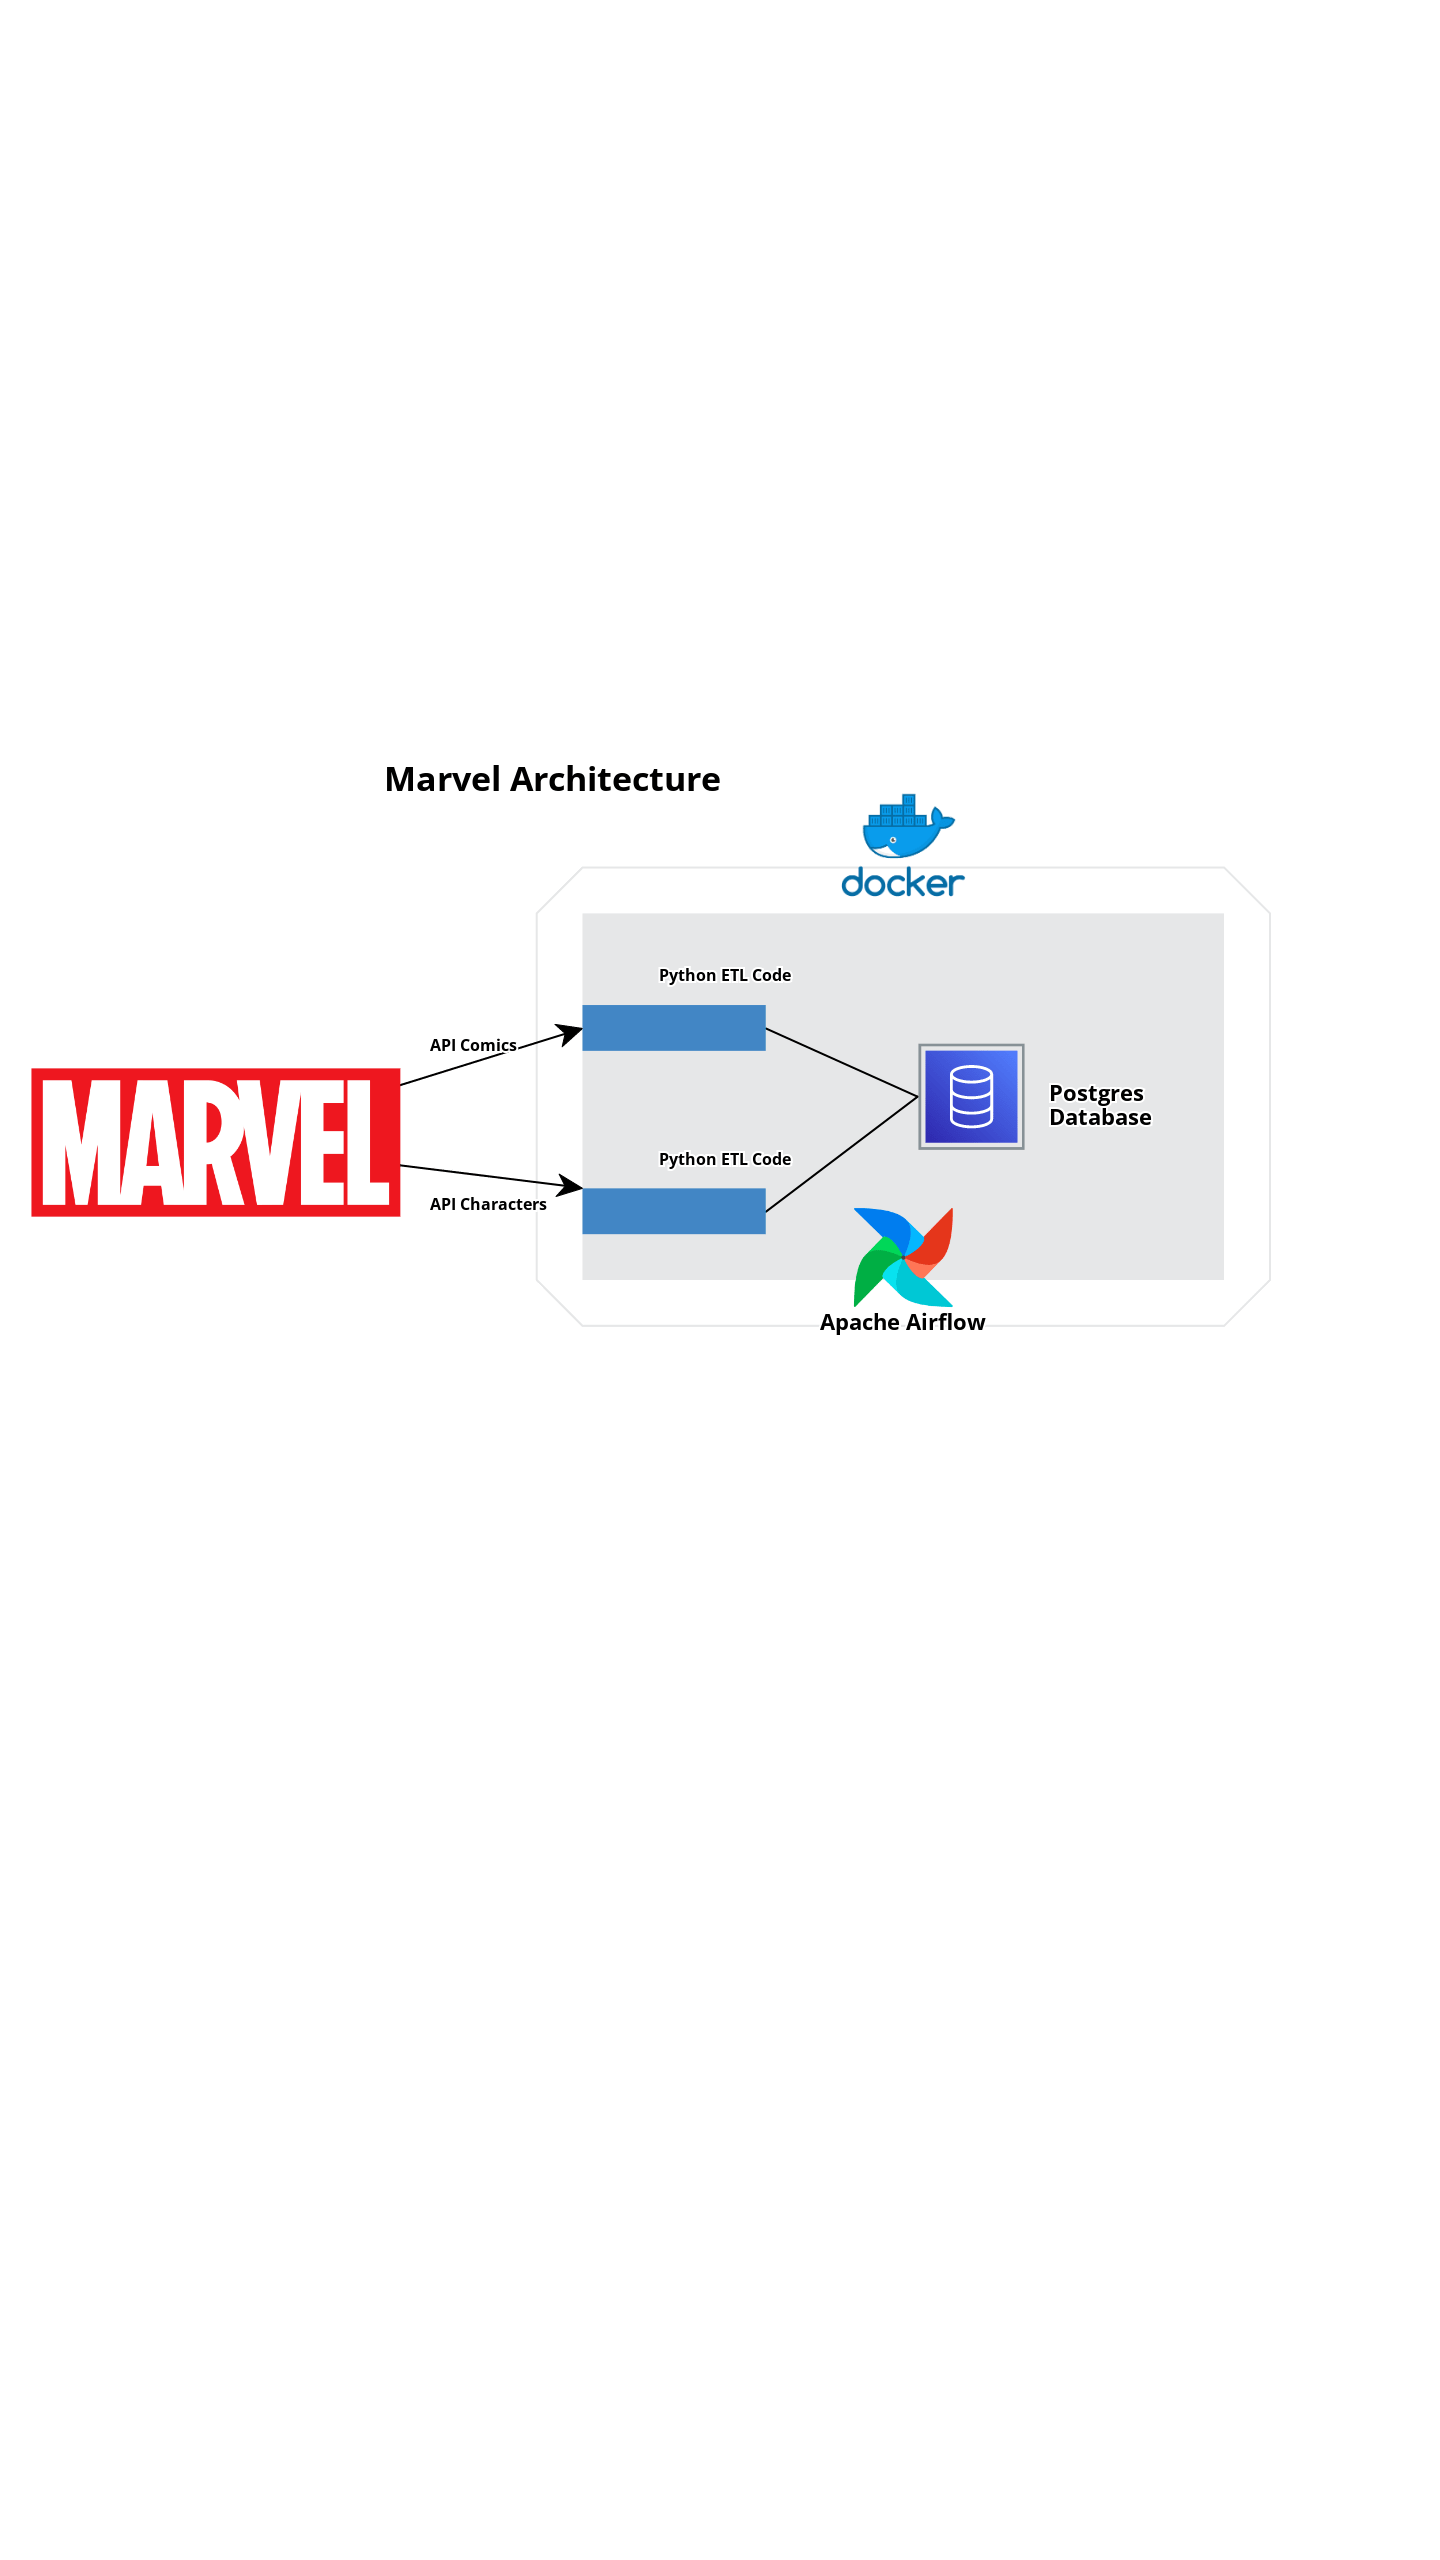 Marvel Architecture
docker
Python ETL Code
API Comics
MARVEL
Postgres
Database
Python ETL Code
API Characters
Apache Airflow